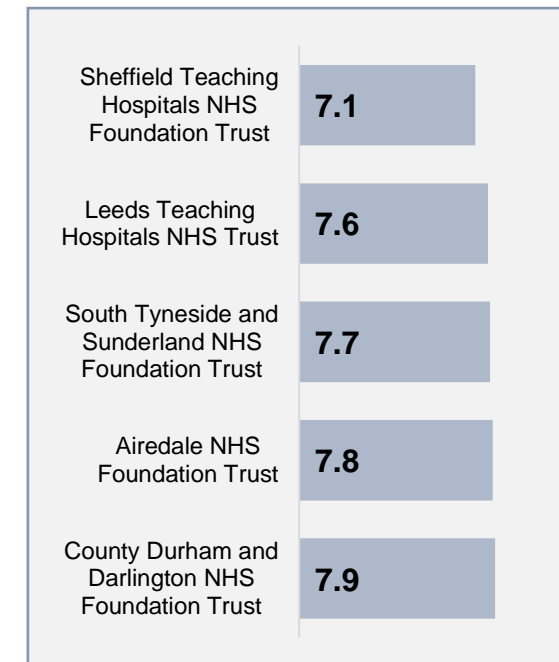 Sheffield Teaching
Hospitals NHS
Foundation Trust
7.1
Leeds Teaching
Hospitals NHS Trust
7.6
South Tyneside and
Sunderland NHS
Foundation Trust
7.7
Airedale NHS
Foundation Trust
7.8
County Durham and
Darlington NHS
Foundation Trust
7.9